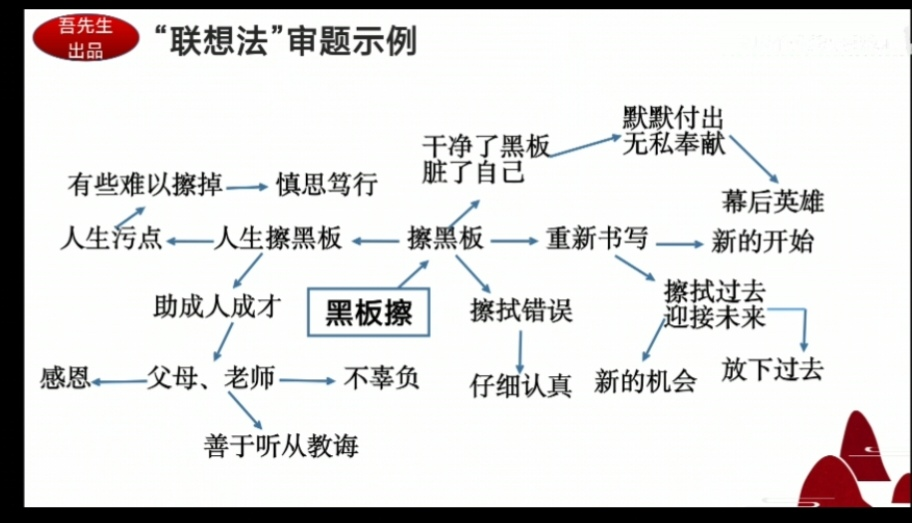 吾先生
出品
“联想法”审题示例
默默付出
无私奉献
干净了黑板
脏了自己
有些难以擦掉
慎思笃行
幕后英雄
人生污点
人生擦黑板
擦黑板
重新书写
新的开始
助成人成才
黑板擦
擦拭错误
擦拭过去
迎接未来
感恩
父母、老师
不辜负
仔细认真
新的机会
放下过去
善于听从教诲